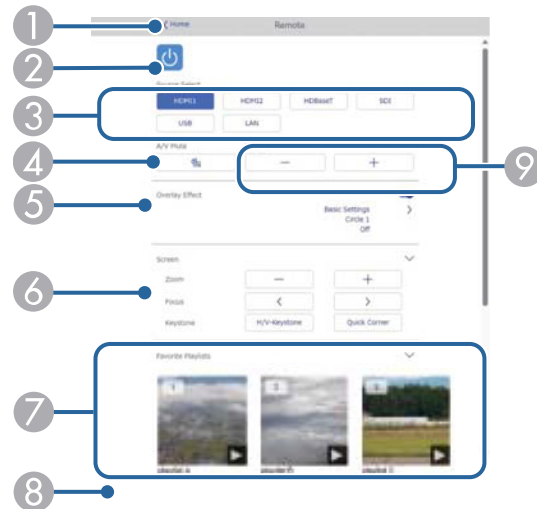 1
Home
Remote
2
Source Select
3
HDMI1 HDMI2 HDBaseT SDI
USB LAN
A/V Mute
4
− +
9
5
Overlay Effect
Basic Settings
Circle 1
Off
Screen
6
Zoom − +
Focus
Keystone H/V-Keystone Quick Corner
Favorite Playlists
7
1 2 3
8